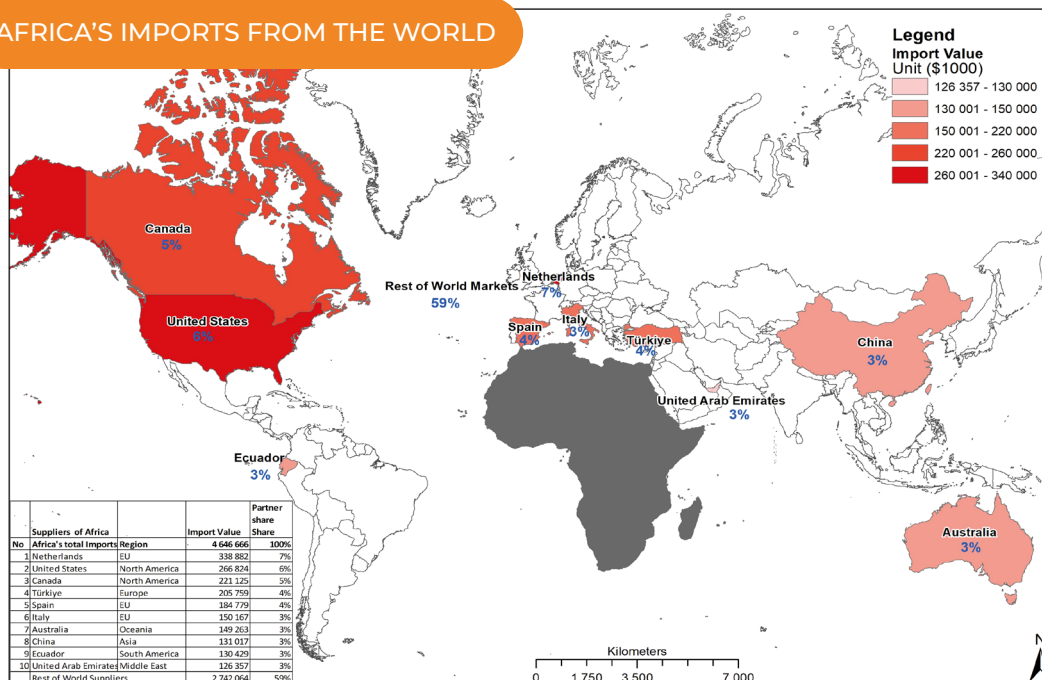 AFRICA'S IMPORTS FROM THE WORLD
Legend
Import Value
Unit ($1000)
126 357 - 130 000
130 001 - 150 000
150 001 - 220 000
220 001 - 260 000
260 001 - 340 000
Canada
5%
United States
6%
Rest of World Markets
59%
Netherlands
7%
Spain
4%
Italy
3%
Türkiye
4%
United Arab Emirates
3%
China
3%
Ecuador
3%
Australia
3%
Partner
share
Suppliers of Africa Import Value Share
No Africa's total Imports Region 4 646 666 100%
1 Netherlands EU 338 882 7%
2 United States North America 266 824 6%
3 Canada North America 221 125 5%
4 Türkiye Europe 205 759 4%
5 Spain EU 184 779 4%
6 Italy EU 150 167 3%
7 Australia Oceania 149 263 3%
8 China Asia 131 017 3%
9 Ecuador South America 130 429 3%
10 United Arab Emirates Middle East 126 357 3%
Rest of World Suppliers 2 742 064 59%
Kilometers
0 1,750 3,500 7,000
N